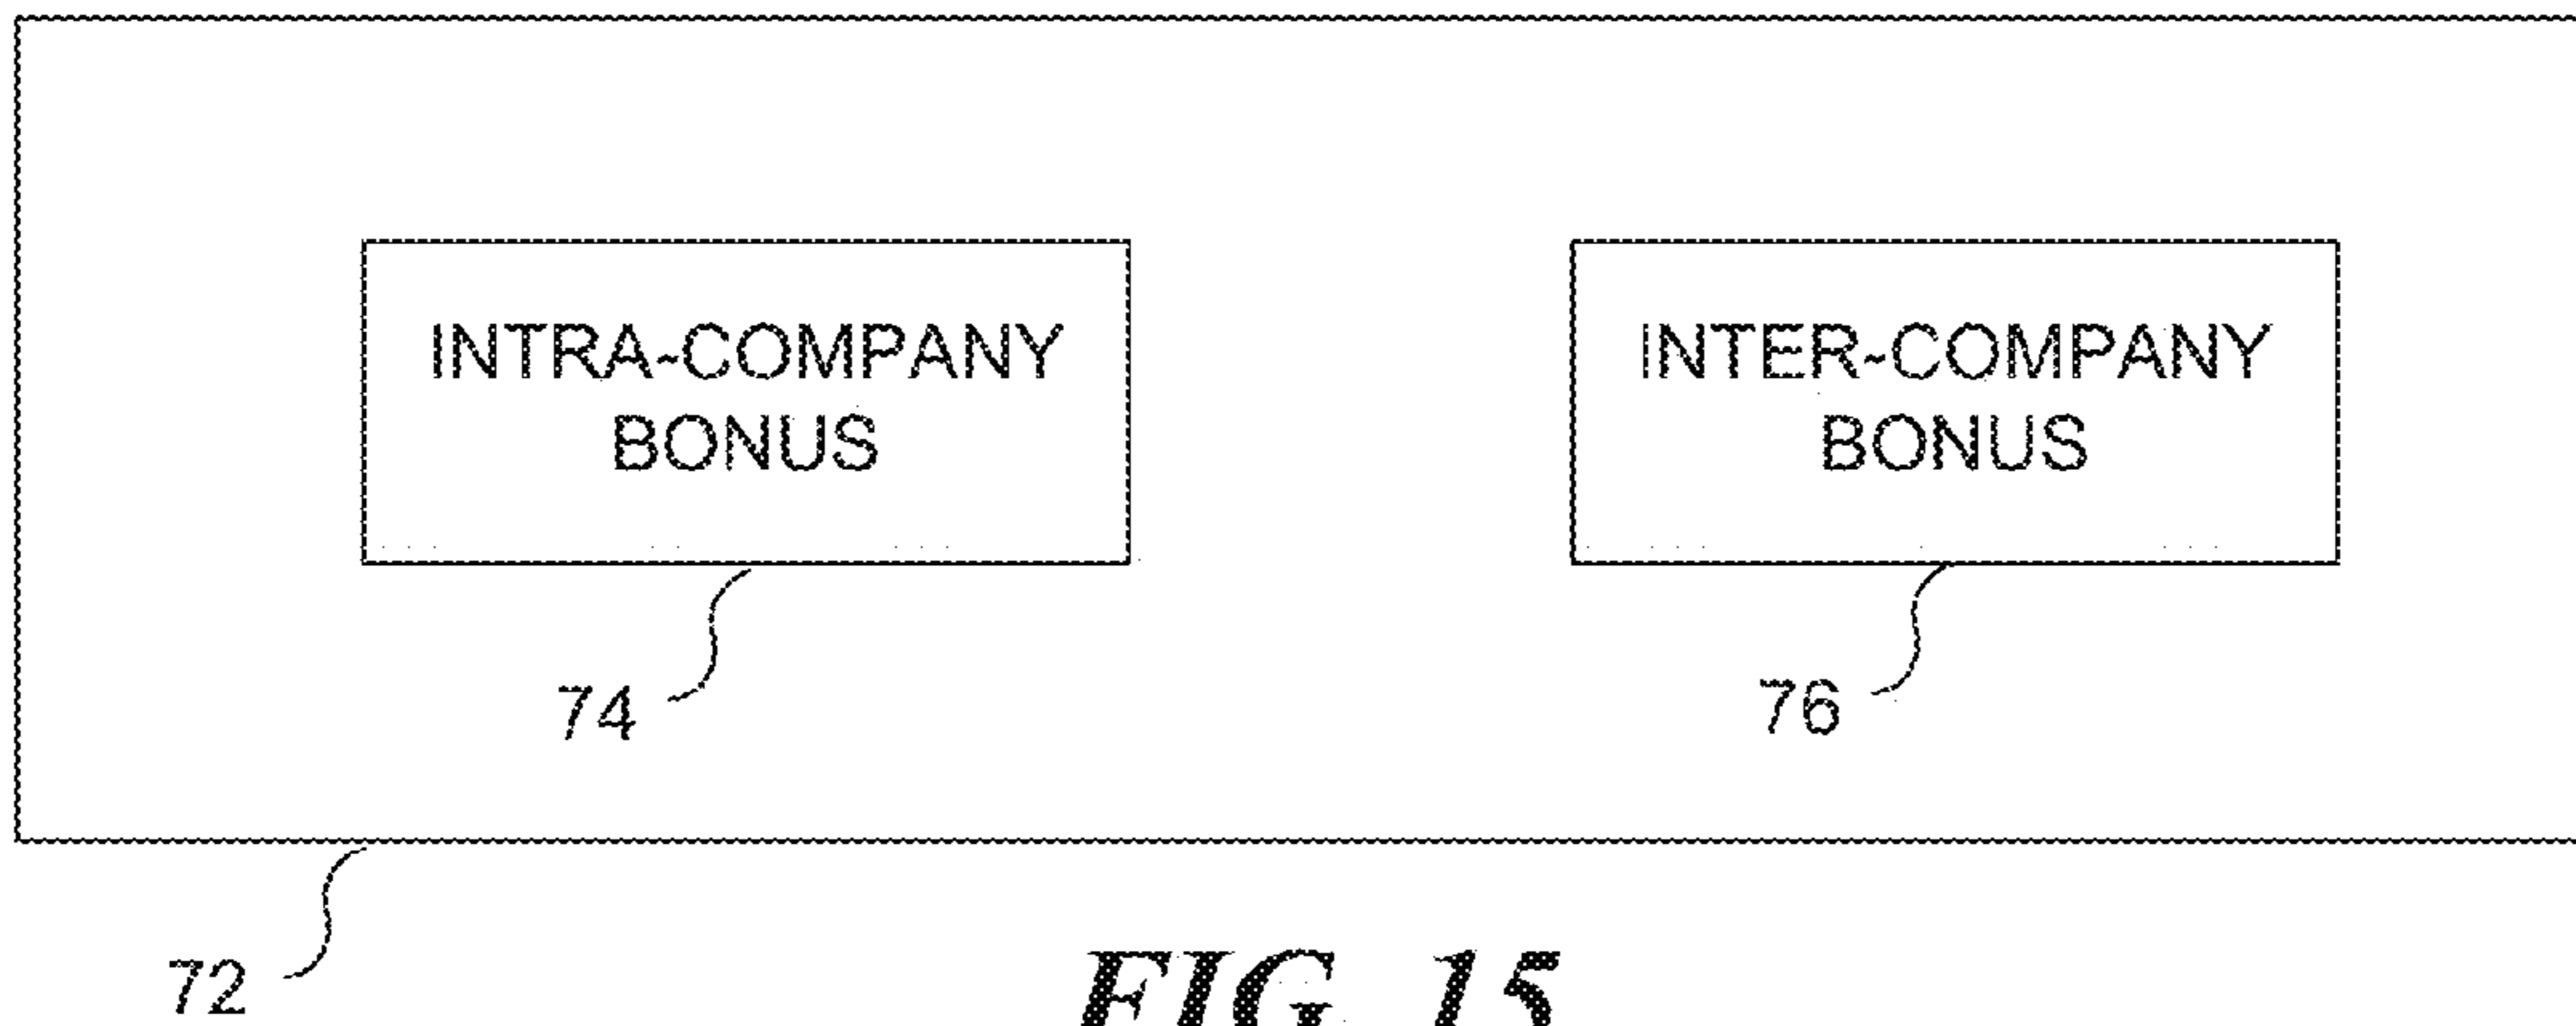 INTRA-COMPANY
BONUS
INTER-COMPANY
BONUS
74
76
72
FIG. 15